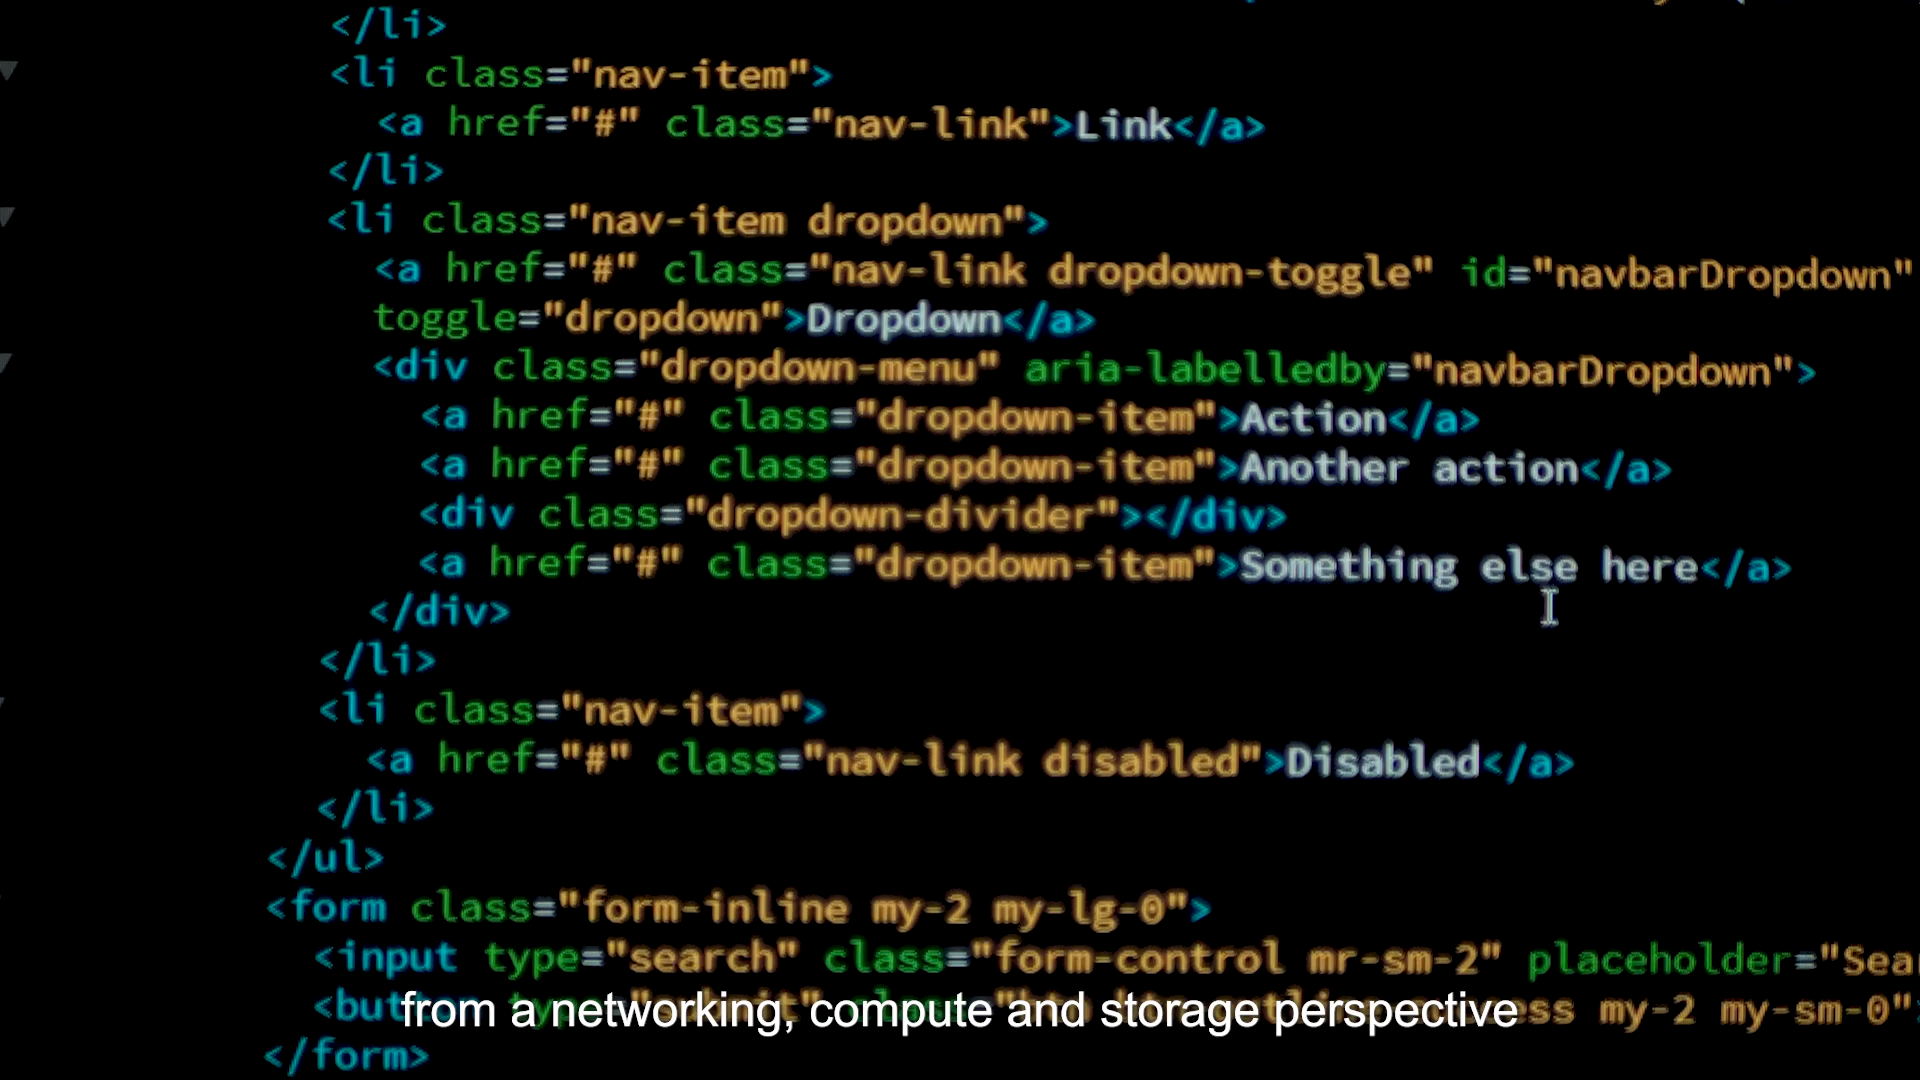 </li>
<li class="nav-item">
<a href="#" class="nav-link">Link</a>
</li>
<li class="nav-item dropdown">
<a href="#" class="nav-link dropdown-toggle" id="navbarDropdown"
toggle="dropdown">Dropdown</a>
<div class="dropdown-menu" aria-labelledby="navbarDropdown">
<a href="#" class="dropdown-item">Action</a>
<a href="#" class="dropdown-item">Another action</a>
<div class="dropdown-divider"></div>
<a href="#" class="dropdown-item">Something else here</a>
</div>
</li>
<li class="nav-item">
<a href="#" class="nav-link disabled">Disabled</a>
</li>
</ul>
<form class="form-inline my-2 my-lg-0">
<input type="search" class="form-control mr-sm-2" placeholder="Sea
my-2 my-sm-0"
from a networking, compute and storage perspective
</form>